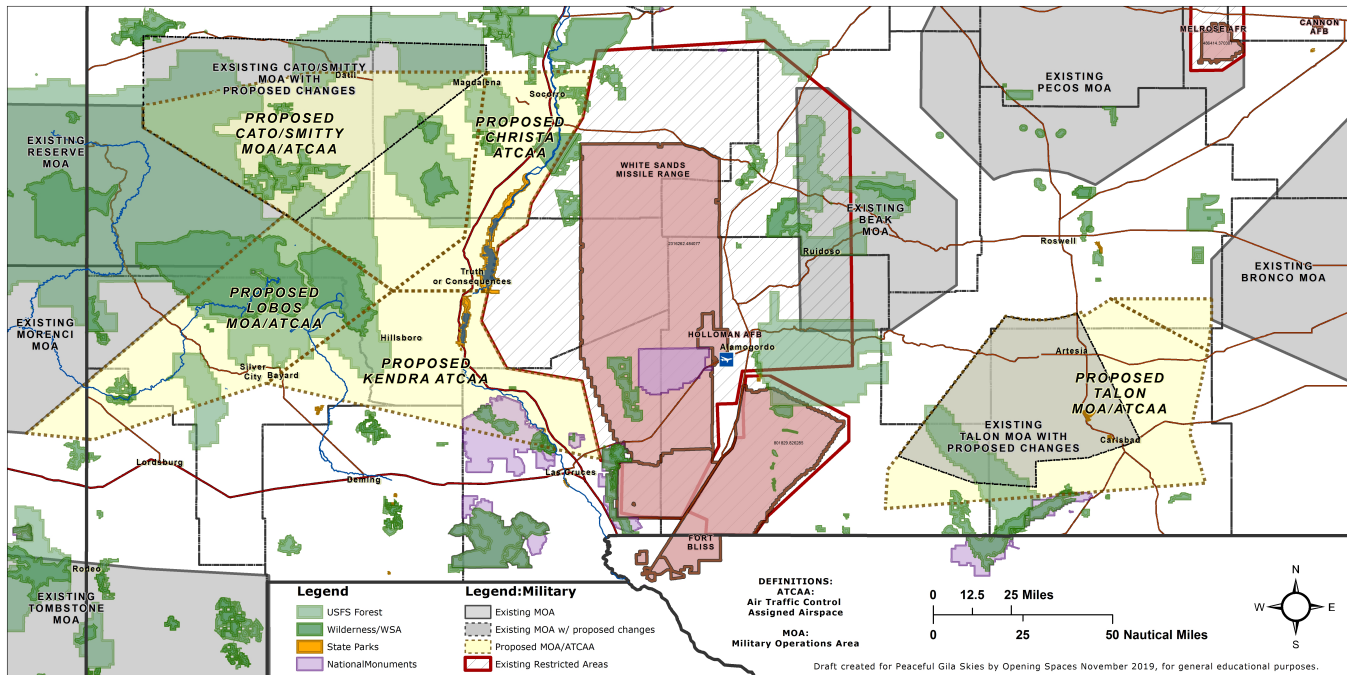 MELROSE AFR
CANNON
AFB
466414.370301
EXSISTING CATO/SMITTY
MOA WITH
PROPOSED CHANGES
Datil
Magdalena
Socorro
EXISTING
PECOS MOA
PROPOSED
CATO/SMITTY
MOA/ATCAA
PROPOSED
CHRISTA
ATCAA
EXISTING
RESERVE
MOA
WHITE SANDS
MISSILE RANGE
EXISTING
BEAK
MOA
Ruidoso
Roswell
EXISTING
BRONCO MOA
Truth
or Consequences
PROPOSED
LOBOS
MOA/ATCAA
EXISTING
MORENCI
MOA
Hillsboro
HOLLOMAN AFB
Alamogordo
Artesia
PROPOSED
KENDRA ATCAA
Silver
City
Bayard
PROPOSED
TALON
MOA/ATCAA
EXISTING
TALON MOA WITH
PROPOSED CHANGES
Carlsbad
901929.626295
Lordsburg
Deming
Las Cruces
FORT
BLISS
Rodeo
EXISTING
TOMBSTONE
MOA
Legend
USFS Forest
Wilderness/WSA
State Parks
NationalMonuments
Legend:Military
Existing MOA
Existing MOA w/ proposed changes
Proposed MOA/ATCAA
Existing Restricted Areas
DEFINITIONS:
ATCAA:
Air Traffic Control
Assigned Airspace
MOA:
Military Operations Area
0 12.5 25 Miles
0 25 50 Nautical Miles
N
W E
S
Draft created for Peaceful Gila Skies by Opening Spaces November 2019, for general educational purposes.